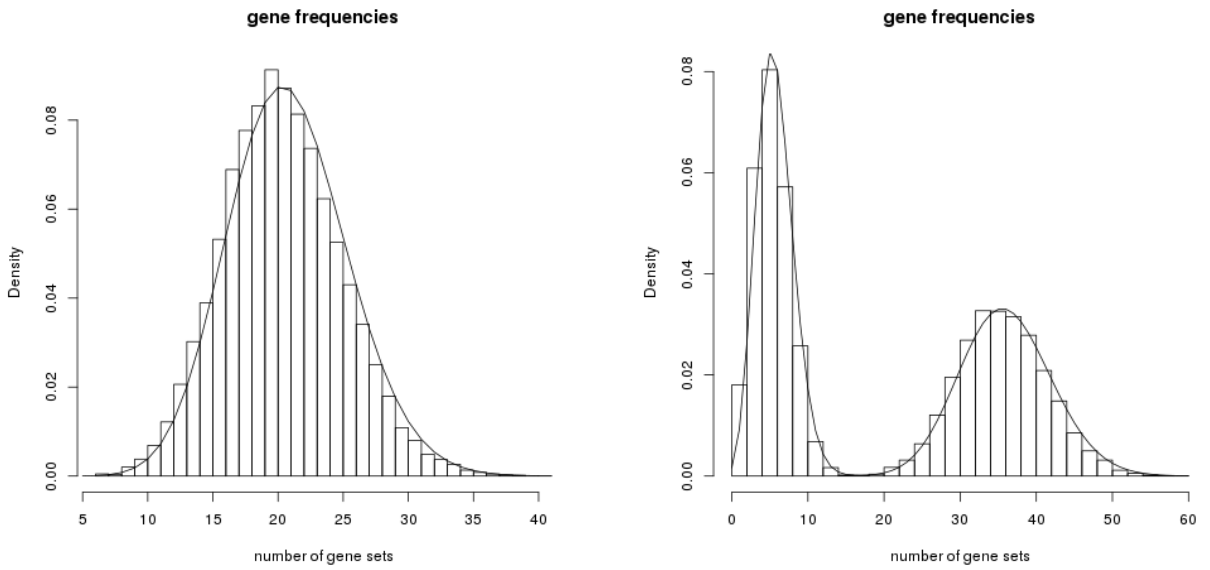 gene frequencies
Density
0.00 0.02 0.04 0.06 0.08
5 10 15 20 25 30 35 40
number of gene sets
gene frequencies
Density
0.00 0.02 0.04 0.06 0.08
0 10 20 30 40 50 60
number of gene sets